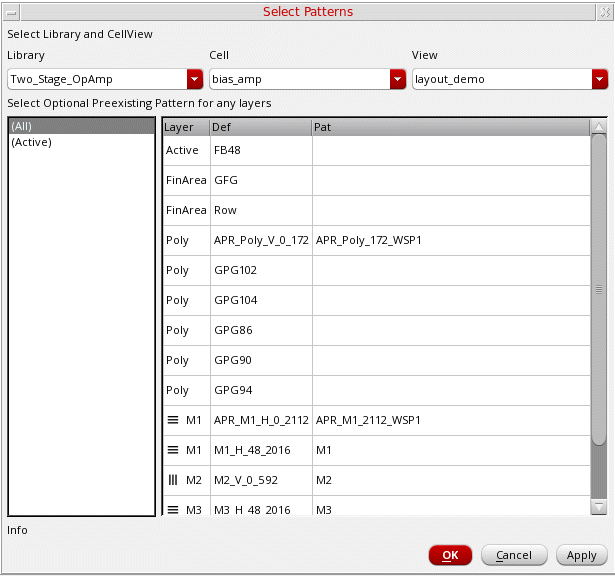 Select Patterns
Select Library and CellView
Library Cell View
Two_Stage_OpAmp bias_amp layout_demo
Select Optional Preexisting Pattern for any layers
(All)
(Active)
Layer Def Pat
Active FB48
FinArea GFG
FinArea Row
Poly APR_Poly_V_0_172 APR_Poly_172_WSP1
Poly GPG102
Poly GPG104
Poly GPG86
Poly GPG90
Poly GPG94
M1 APR_M1_H_0_2112 APR_M1_2112_WSP1
M1 M1_H_48_2016 M1
M2 M2_V_0_592 M2
M3 M3_H_48_2016 M3
Info
OK Cancel Apply